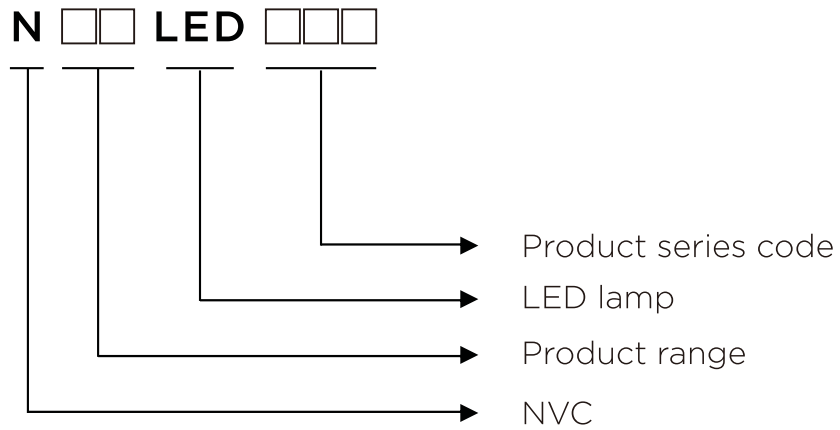 N □□ LED □□□
Product series code
LED lamp
Product range
NVC